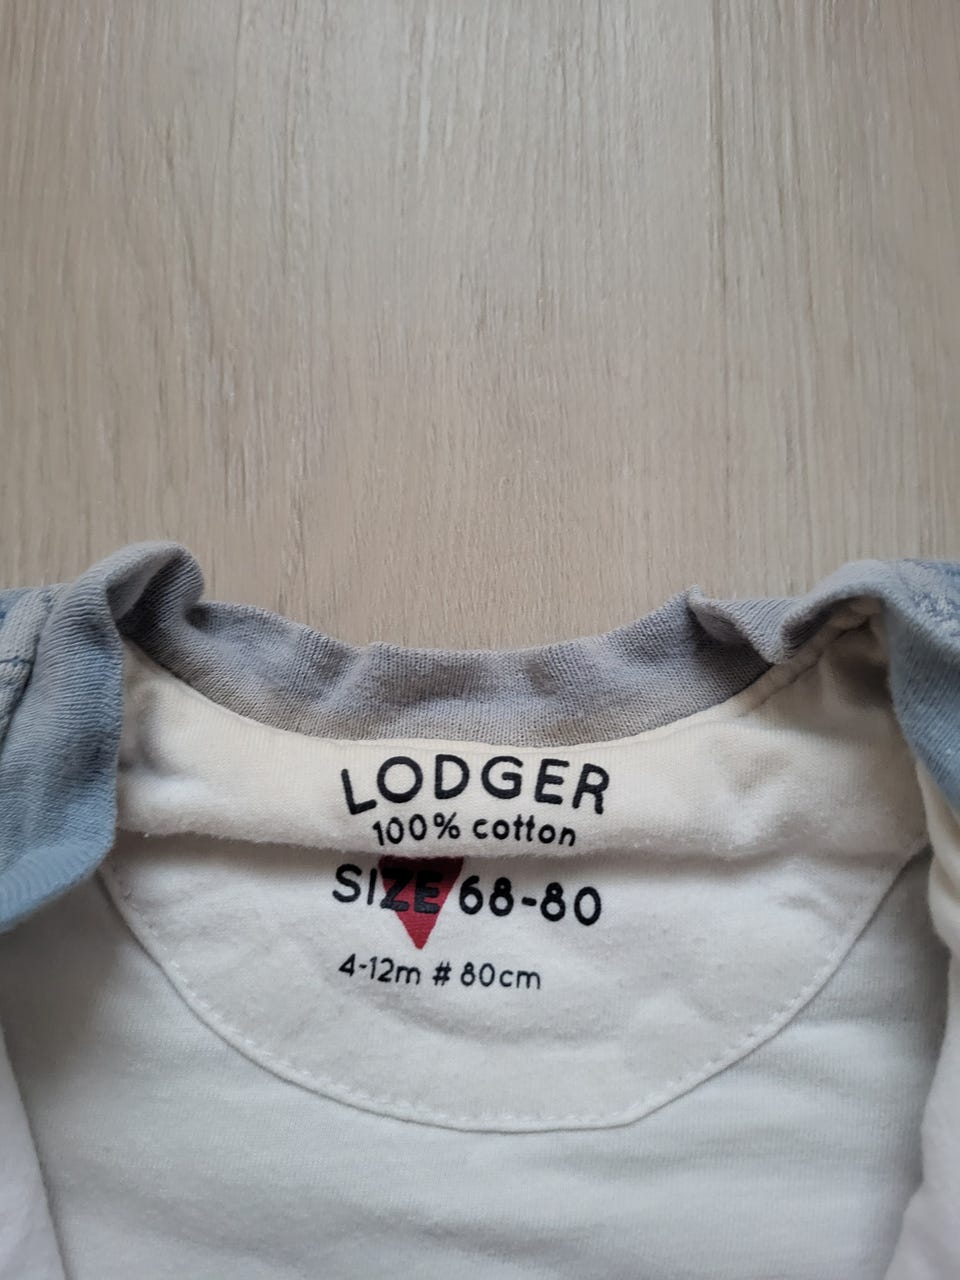 LODGER
100% cotton
SIZE 68-80
4-12m # 80cm